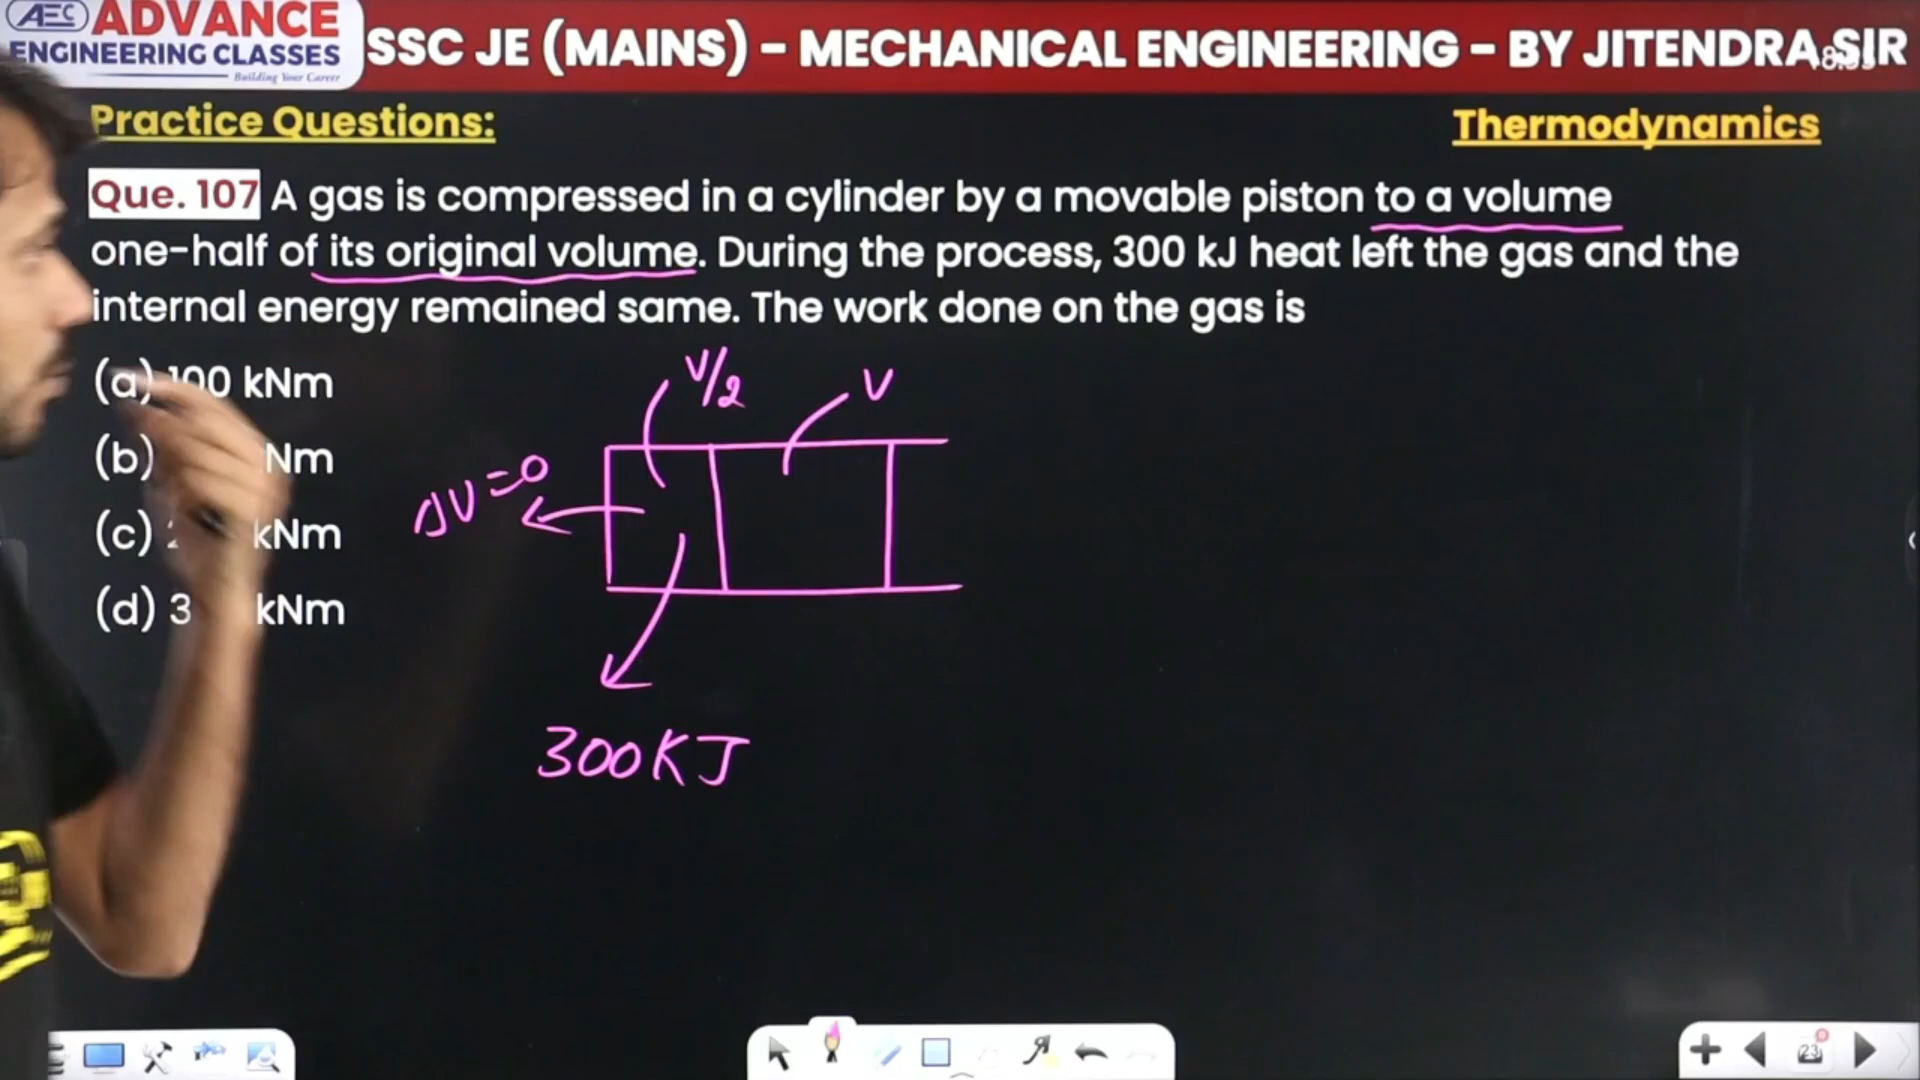 AEC ADVANCE
ENGINEERING CLASSES
Building Your Career
SSC JE (MAINS) - MECHANICAL ENGINEERING - BY JITENDRA SIR
Practice Questions:
Thermodynamics
Que. 107 A gas is compressed in a cylinder by a movable piston to a volume
one-half of its original volume. During the process, 300 kJ heat left the gas and the
internal energy remained same. The work done on the gas is
(a) 100 kNm
(b) Nm
(c) kNm
(d) 3 kNm
V/2
V
ΔU=0
300KJ
23